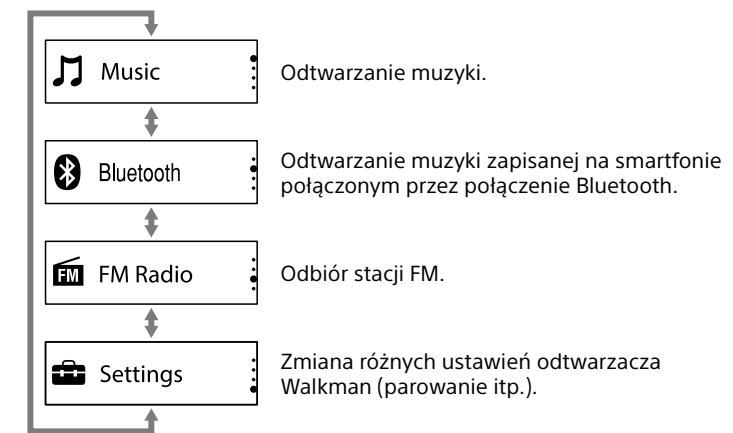 Music
Odtwarzanie muzyki.
Bluetooth
Odtwarzanie muzyki zapisanej na smartfonie
połączonym przez połączenie Bluetooth.
FM FM Radio
Odbiór stacji FM.
Settings
Zmiana różnych ustawień odtwarzacza
Walkman (parowanie itp.).